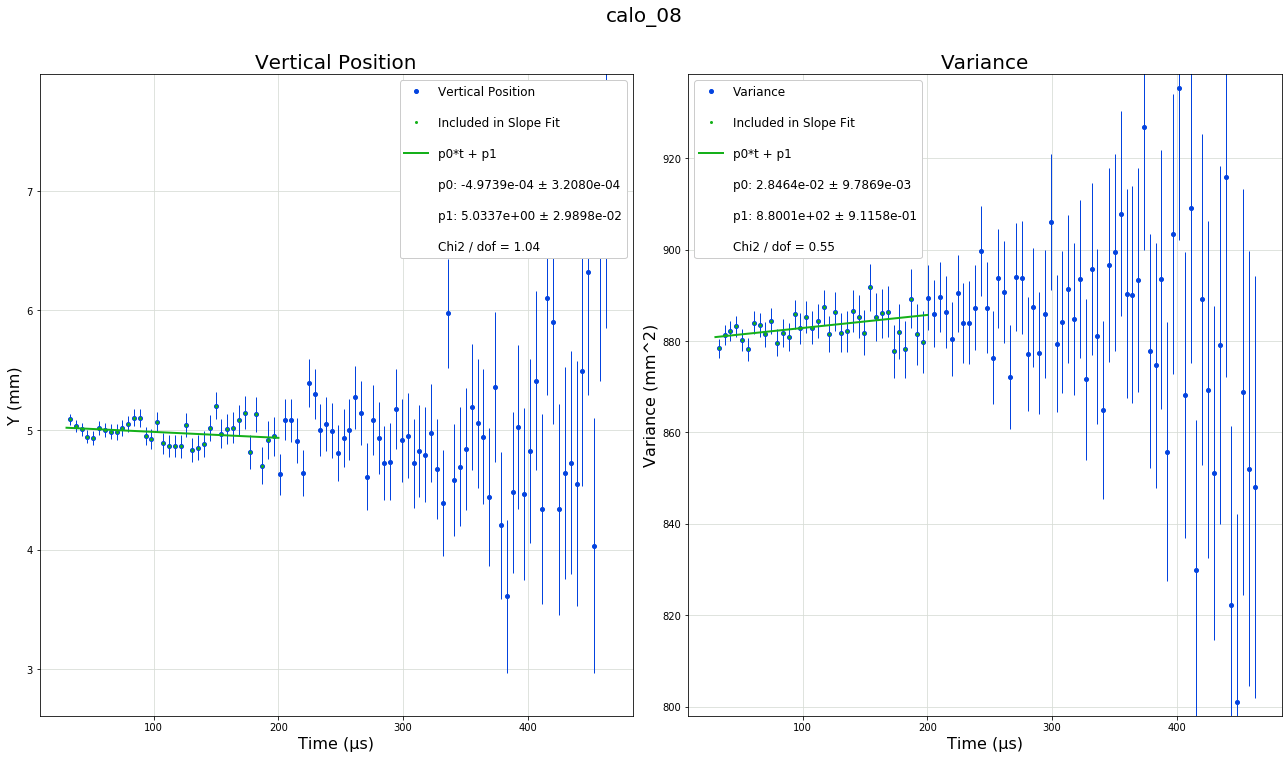 calo_08
Vertical Position
Vertical Position
Included in Slope Fit
p0*t + p1
p0: -4.9739e-04 ± 3.2080e-04
p1: 5.0337e+00 ± 2.9898e-02
Chi2 / dof = 1.04
7
6
5
4
3
Y (mm)
100
200
300
400
Time (μs)
Variance
Variance
Included in Slope Fit
p0*t + p1
p0: 2.8464e-02 ± 9.7869e-03
p1: 8.8001e+02 ± 9.1158e-01
Chi2 / dof = 0.55
920
900
880
860
840
820
800
Variance (mm^2)
100
200
300
400
Time (μs)